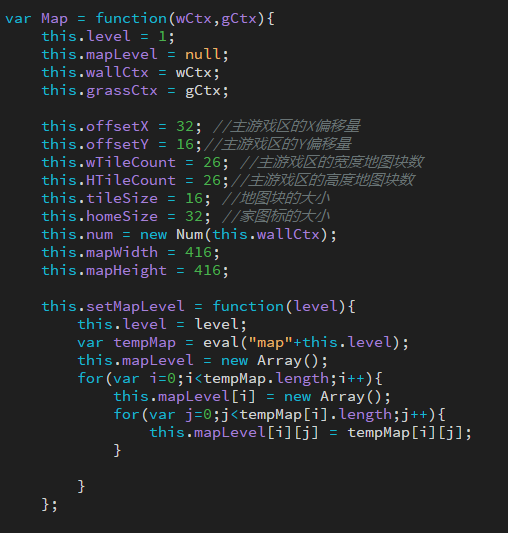 var Map = function(wCtx,gCtx){
    this.level = 1;
    this.mapLevel = null;
    this.wallCtx = wCtx;
    this.grassCtx = gCtx;

    this.offsetX = 32; //主游戏区的X偏移量
    this.offsetY = 16;//主游戏区的Y偏移量
    this.wTileCount = 26; //主游戏区的宽度地图块数
    this.HTileCount = 26;//主游戏区的高度地图块数
    this.tileSize = 16; //地图块的大小
    this.homeSize = 32; //家图标的大小
    this.num = new Num(this.wallCtx);
    this.mapWidth = 416;
    this.mapHeight = 416;

    this.setMapLevel = function(level){
        this.level = level;
        var tempMap = eval("map"+this.level);
        this.mapLevel = new Array();
        for(var i=0;i<tempMap.length;i++){
            this.mapLevel[i] = new Array();
            for(var j=0;j<tempMap[i].length;j++){
                this.mapLevel[i][j] = tempMap[i][j];
            }

        }
    };